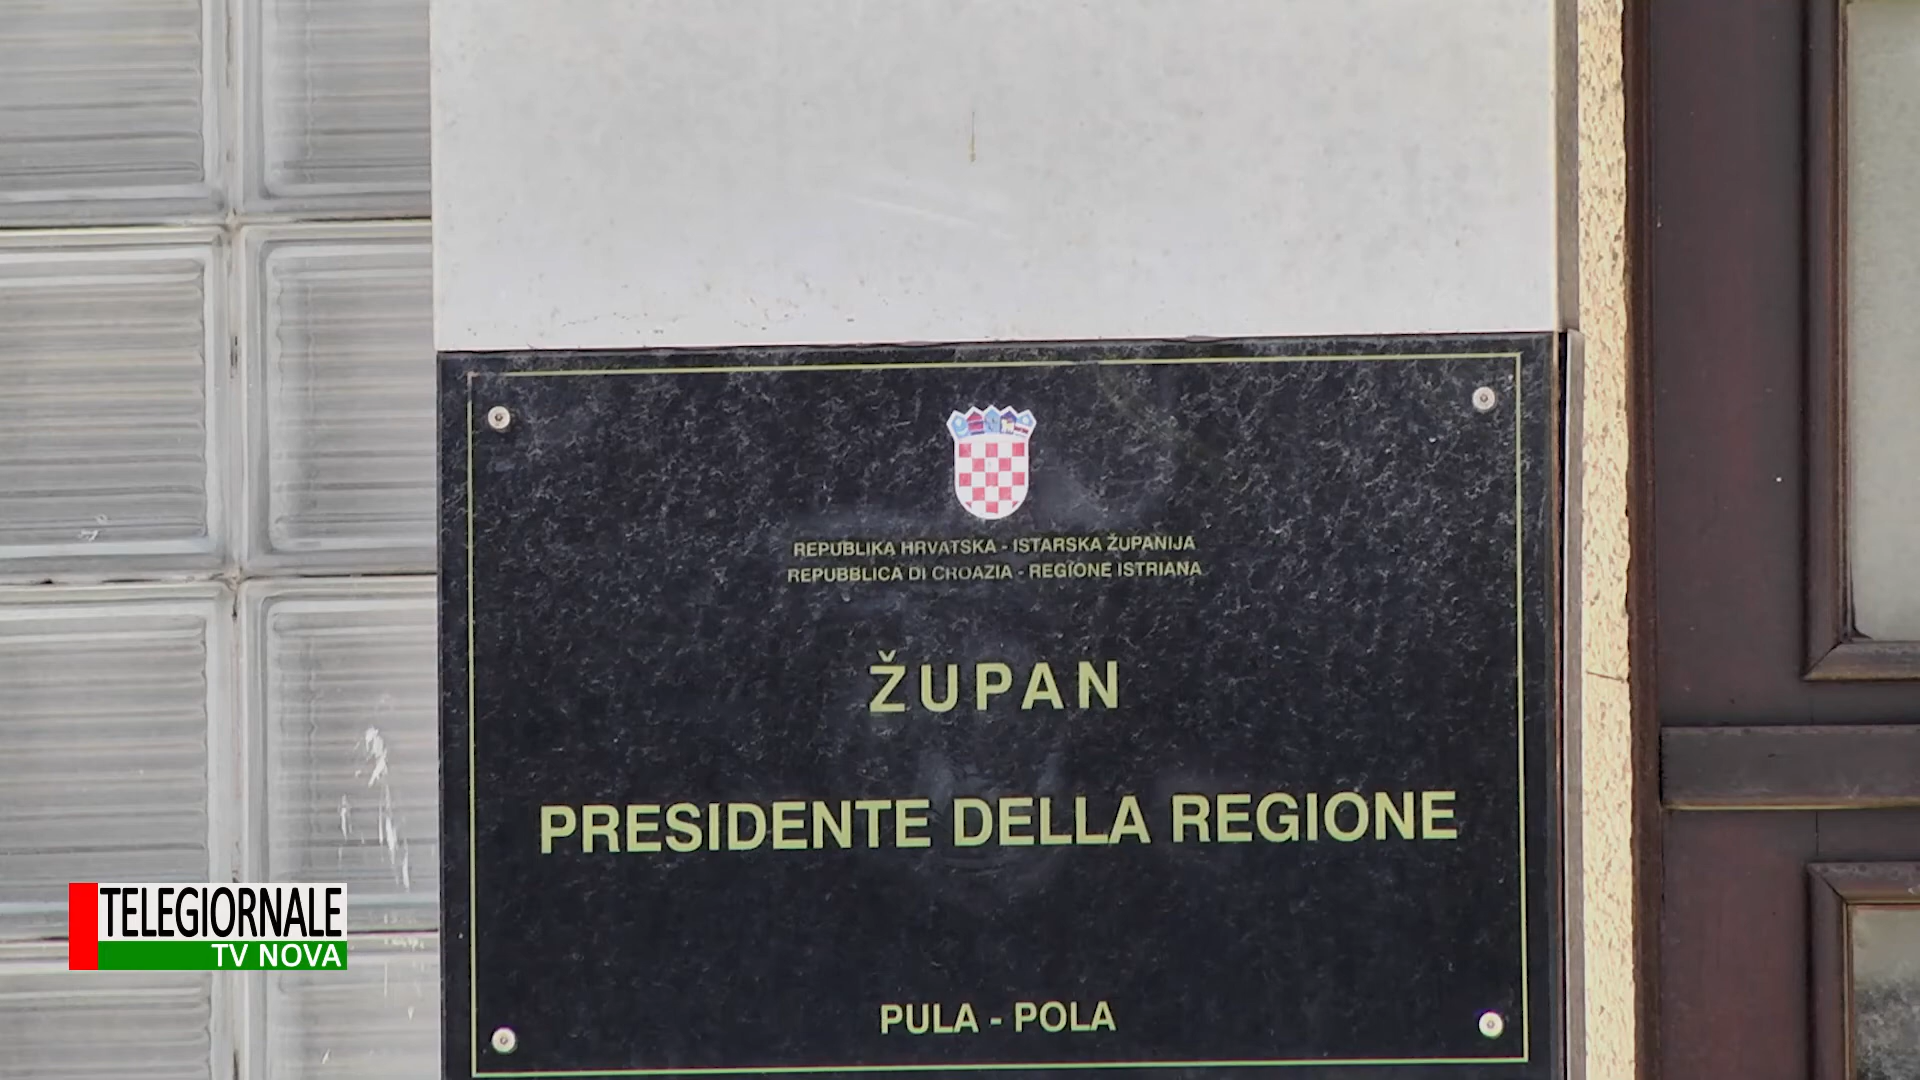 REPUBLIKA HRVATSKA - ISTARSKA ŽUPANIJA
REPUBBLICA DI CROAZIA - REGIONE ISTRIANA
ŽUPAN
PRESIDENTE DELLA REGIONE
PULA - POLA
TELEGIORNALE
TV NOVA